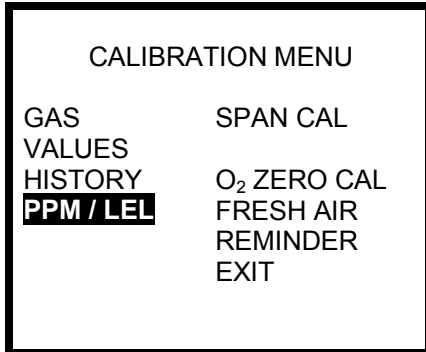 CALIBRATION MENU
GAS SPAN CAL
VALUES
HISTORY O₂ ZERO CAL
PPM / LEL FRESH AIR
REMINDER
EXIT